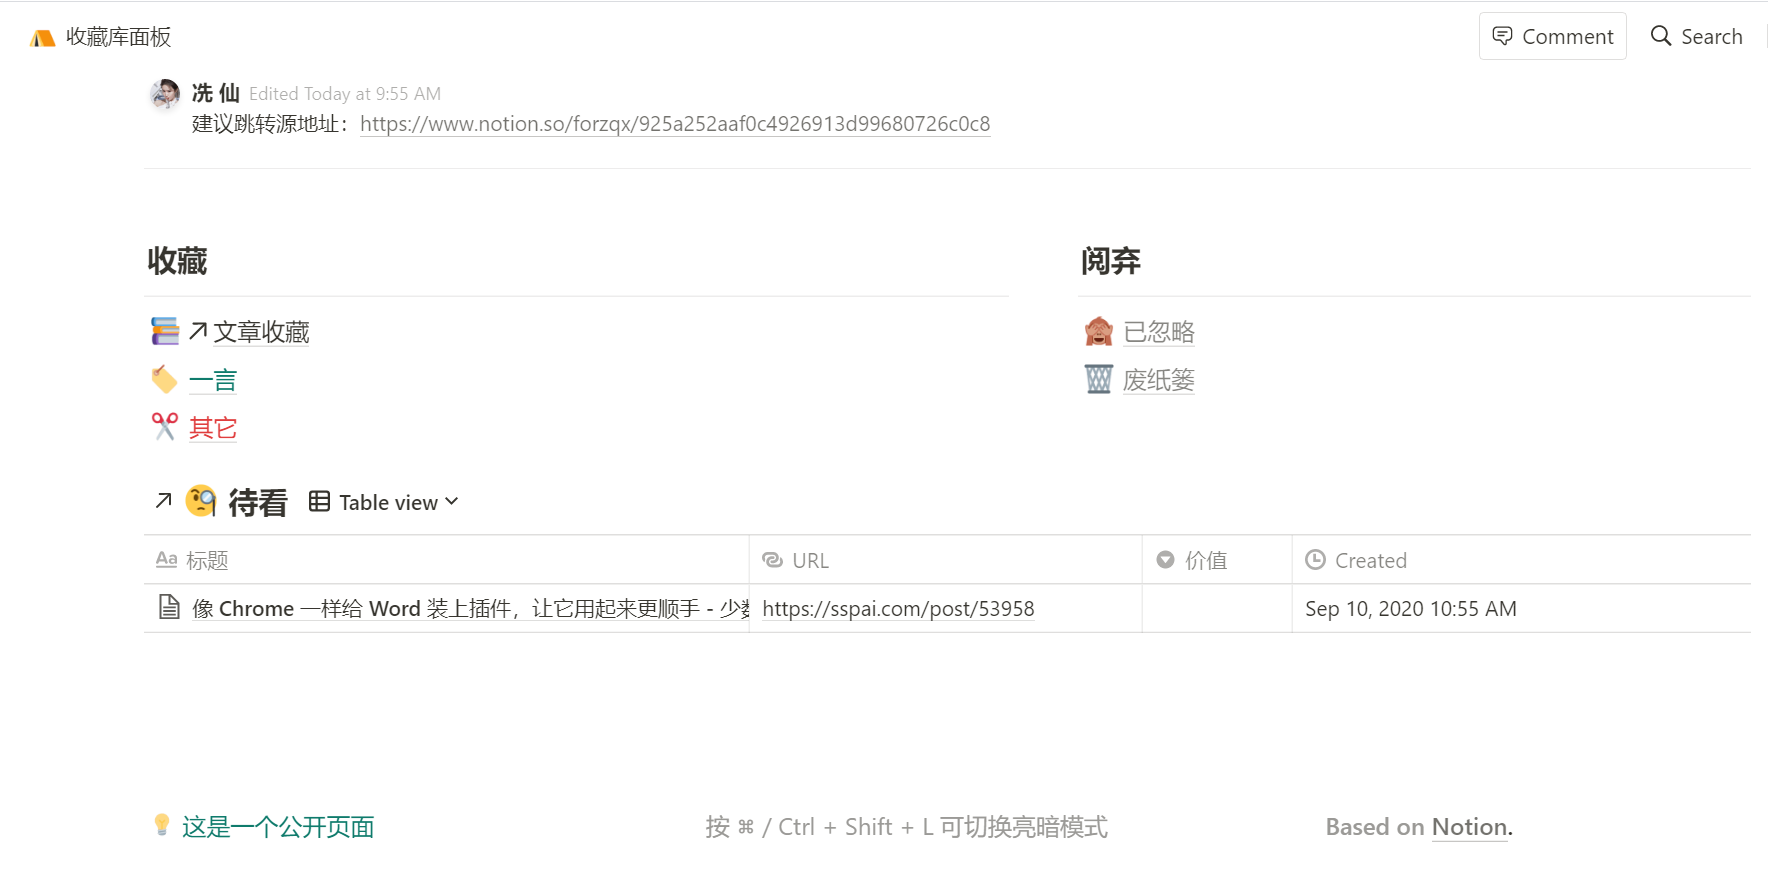 收藏库面板
Comment
Search
冼 仙 Edited Today at 9:55 AM
建议跳转源地址：https://www.notion.so/forzqx/925a252aaf0c4926913d99680726c0c8
收藏
文章收藏
一言
其它
阅弃
已忽略
废纸篓
待看 Table view
Aa 标题 URL 价值 Created
像 Chrome 一样给 Word 装上插件，让它用起来更顺手 - 少 https://sspai.com/post/53958 Sep 10, 2020 10:55 AM
这是一个公开页面
按 ⌘ / Ctrl + Shift + L 可切换亮暗模式
Based on Notion.